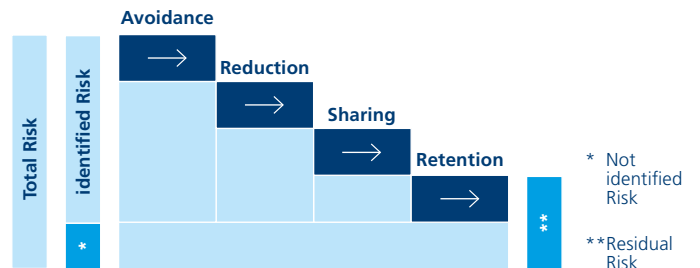 Avoidance
Reduction
Sharing
Retention
Total Risk
identified Risk
*
**
* Not
identified
Risk
**Residual
Risk